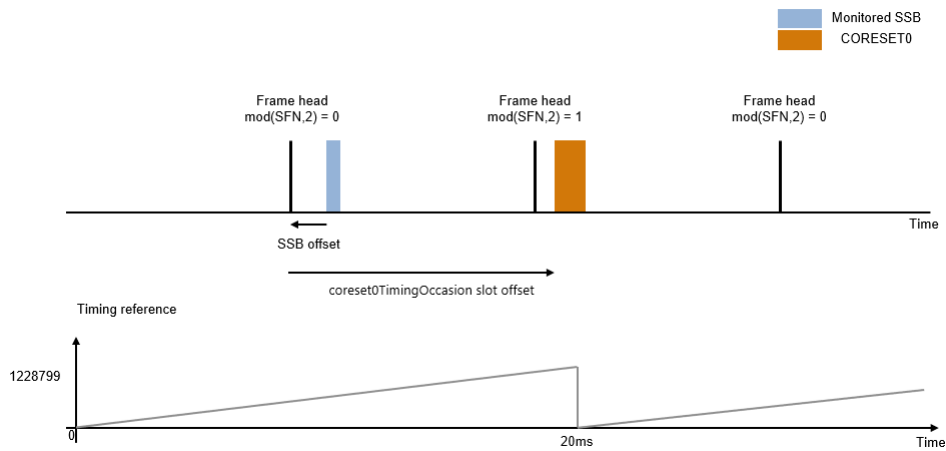 Monitored SSB
CORESET0
Frame head
mod(SFN,2) = 0
Frame head
mod(SFN,2) = 1
Frame head
mod(SFN,2) = 0
Time
SSB offset
coreset0TimingOccasion slot offset
Timing reference
1228799
0
20ms
Time